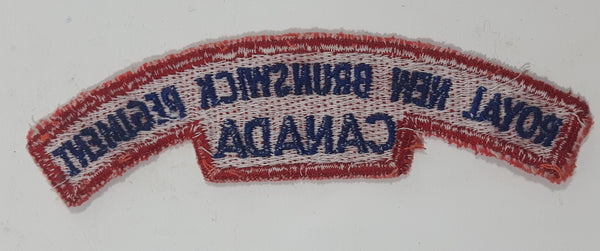 ROYAL NEW BRUNSWICK REGIMENT
CANADA